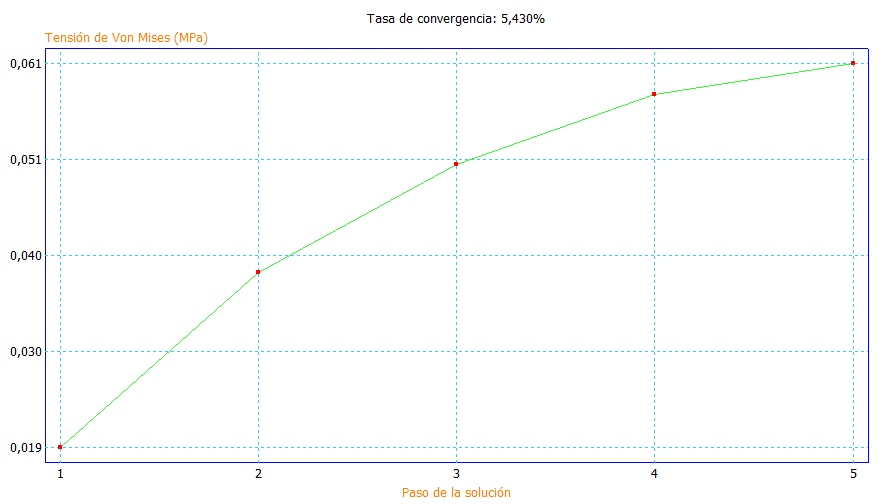 Tasa de convergencia: 5,430%
Tensión de Von Mises (MPa)
0,061
0,051
0,040
0,030
0,019
1 2 3 4 5
Paso de la solución